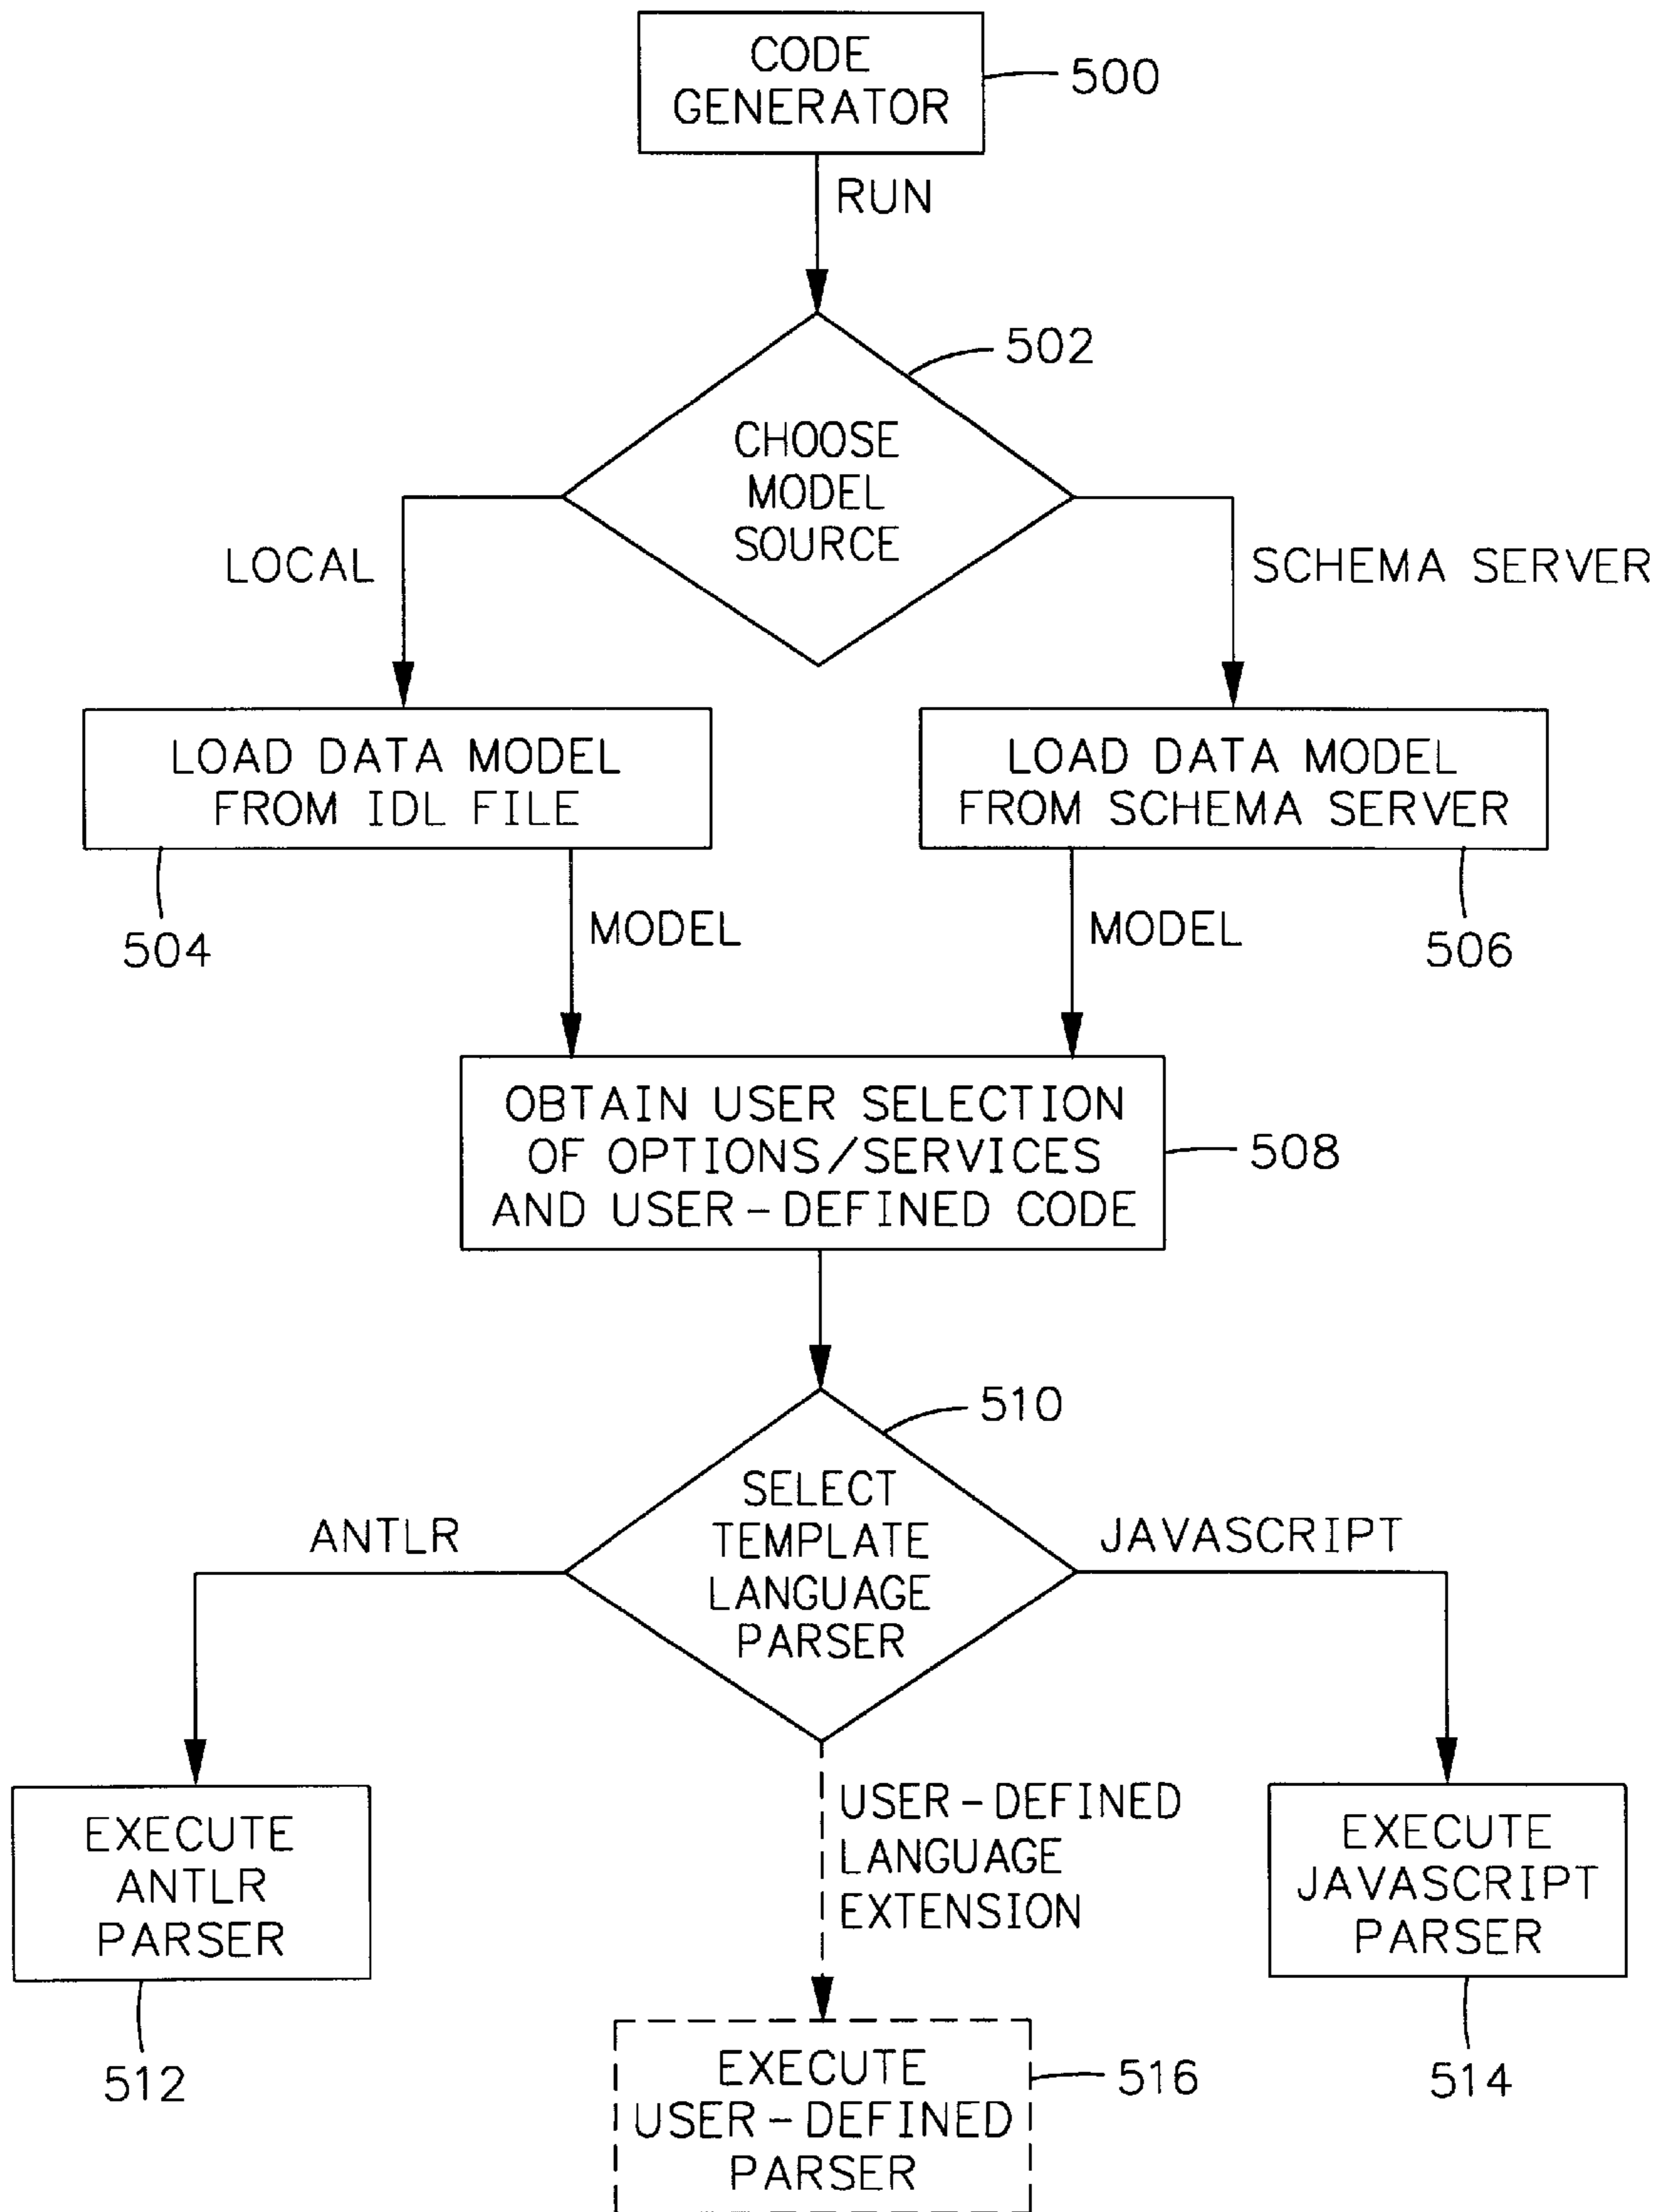 CODE
GENERATOR
500
RUN
502
CHOOSE
MODEL
SOURCE
LOCAL
SCHEMA SERVER
LOAD DATA MODEL
FROM IDL FILE
LOAD DATA MODEL
FROM SCHEMA SERVER
504
MODEL
MODEL
506
OBTAIN USER SELECTION
OF OPTIONS/SERVICES
AND USER-DEFINED CODE
508
510
SELECT
TEMPLATE
LANGUAGE
PARSER
ANTLR
JAVASCRIPT
EXECUTE
ANTLR
PARSER
USER-DEFINED
LANGUAGE
EXTENSION
EXECUTE
JAVASCRIPT
PARSER
512
514
EXECUTE
USER-DEFINED
PARSER
516